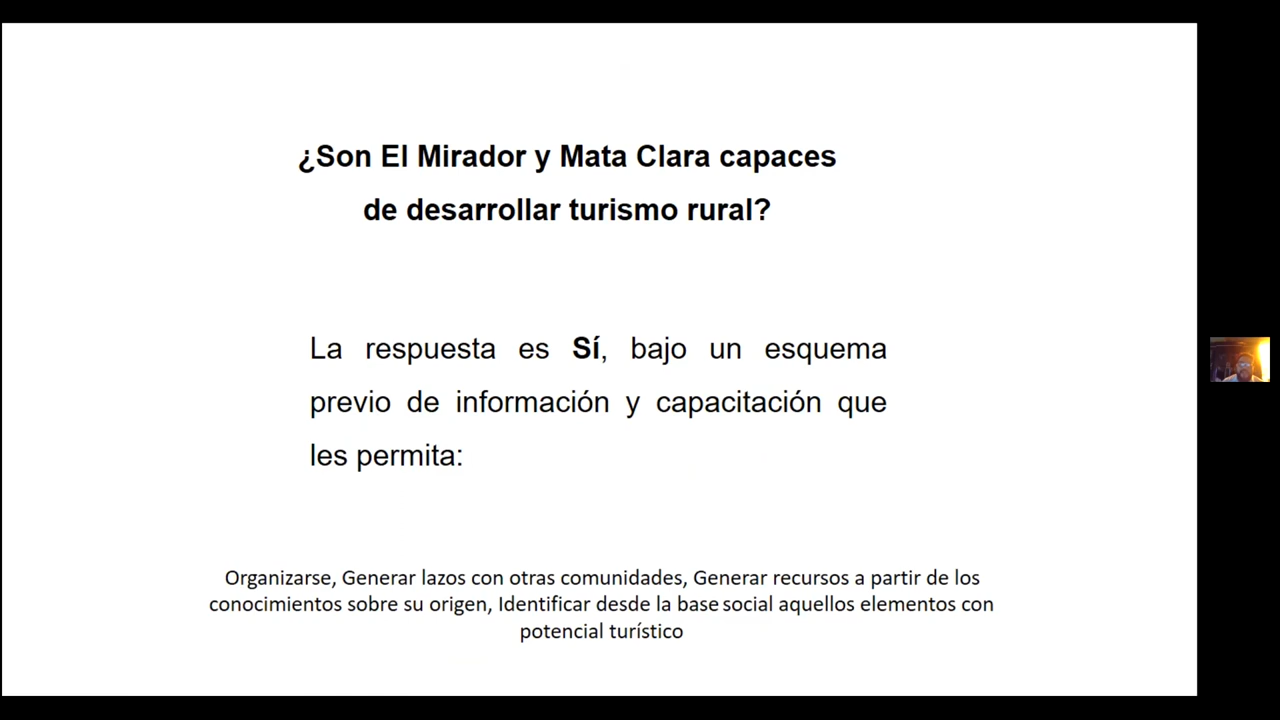 ¿Son El Mirador y Mata Clara capaces
de desarrollar turismo rural?
La respuesta es Sí, bajo un esquema
previo de información y capacitación que
les permita:
Organizarse, Generar lazos con otras comunidades, Generar recursos a partir de los
conocimientos sobre su origen, Identificar desde la base social aquellos elementos con
potencial turístico